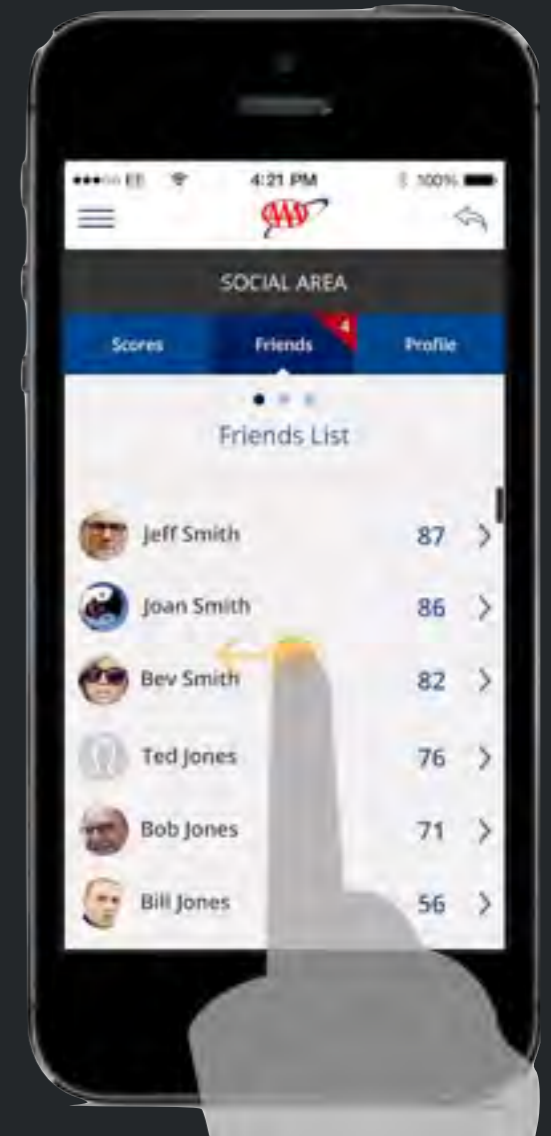 4:21 PM
100%
AAA
SOCIAL AREA
Scores
Friends
4
Profile
Friends List
Jeff Smith 87
Joan Smith 86
Bev Smith 82
Ted Jones 76
Bob Jones 71
Bill Jones 56